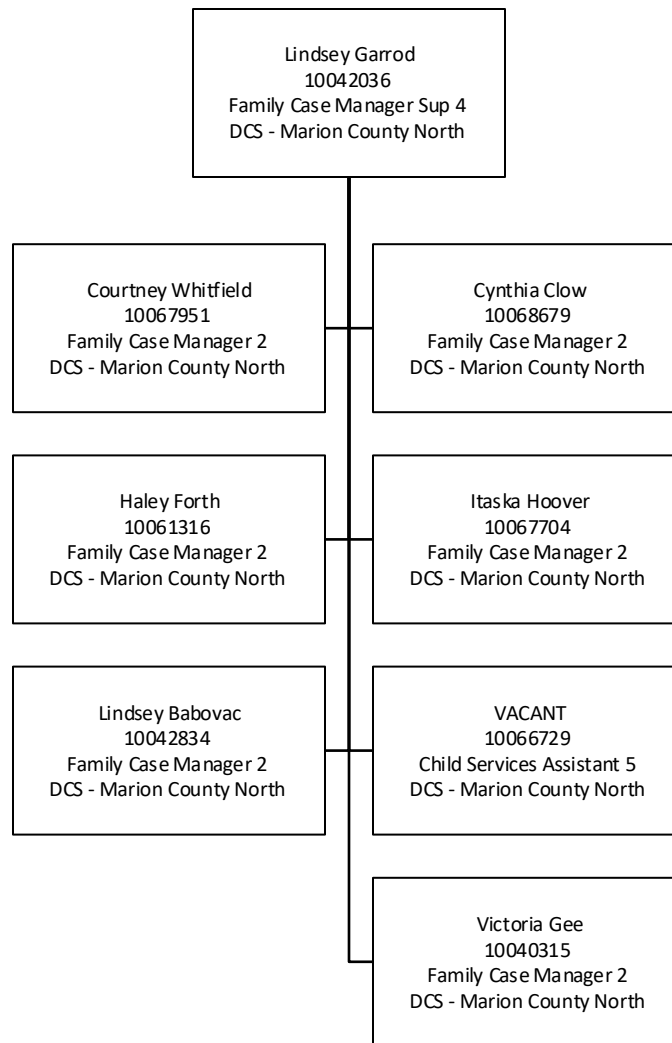 Lindsey Garrod
10042036
Family Case Manager Sup 4
DCS - Marion County North
Courtney Whitfield
10067951
Family Case Manager 2
DCS - Marion County North
Cynthia Clow
10068679
Family Case Manager 2
DCS - Marion County North
Haley Forth
10061316
Family Case Manager 2
DCS - Marion County North
Itaska Hoover
10067704
Family Case Manager 2
DCS - Marion County North
Lindsey Babovac
10042834
Family Case Manager 2
DCS - Marion County North
VACANT
10066729
Child Services Assistant 5
DCS - Marion County North
Victoria Gee
10040315
Family Case Manager 2
DCS - Marion County North